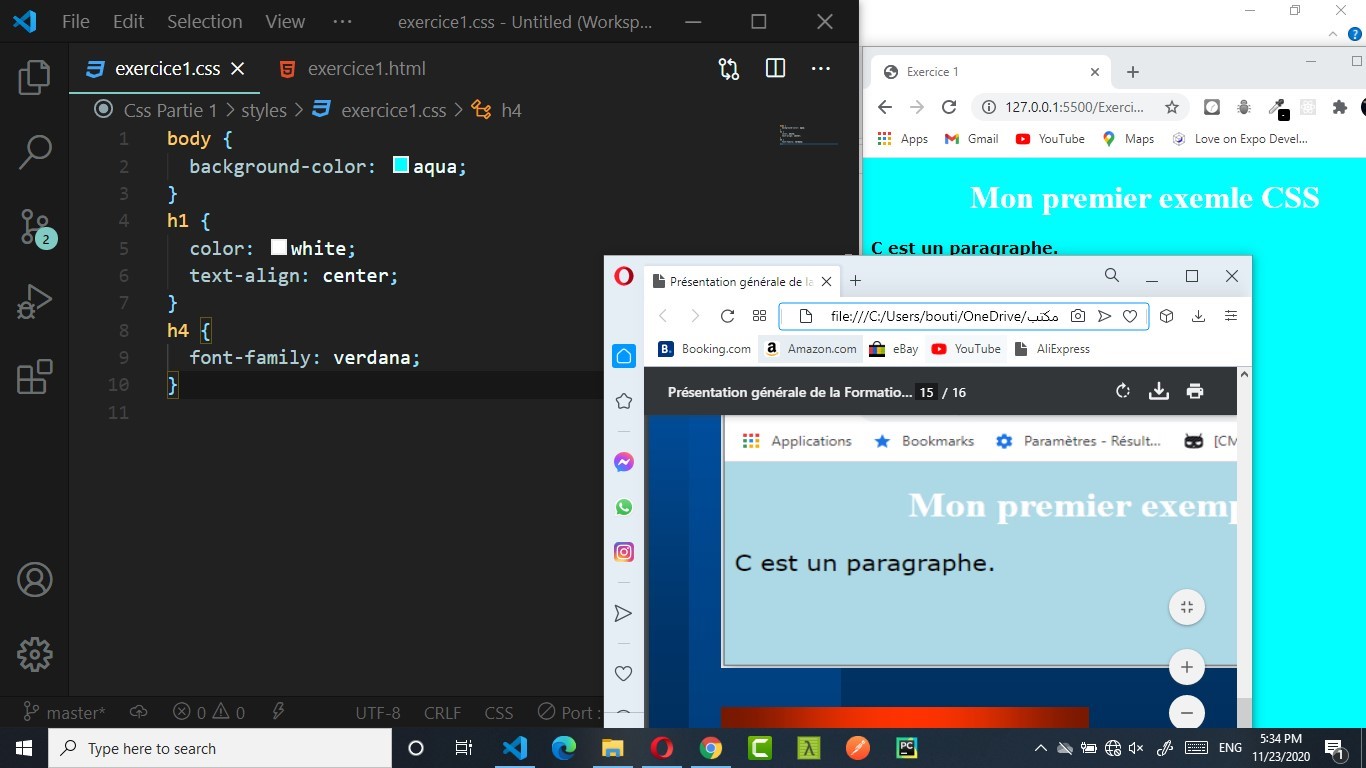 File Edit Selection View ··· exercice1.css - Untitled (Worksp...
exercice1.css exercice1.html
Css Partie 1 > styles > exercice1.css > h4
1 body {
2 background-color: aqua;
3 }
4 h1 {
5 color: white;
6 text-align: center;
7 }
8 h4 {
9 font-family: verdana;
10 }
11
2
master* 0 0 UTF-8 CRLF CSS Port :
Exercice 1
127.0.0.1:5500/Exerci...
Apps Gmail YouTube Maps Love on Expo Devel...
Mon premier exemle CSS
C est un paragraphe.
Présentation générale de la
file:///C:/Users/bouti/OneDrive/مكتب
Booking.com Amazon.com eBay YouTube AliExpress
Présentation générale de la Formatio... 15 / 16
Applications Bookmarks Paramètres - Résult... [CM
Mon premier exemp
C est un paragraphe.
Type here to search
ENG
5:34 PM
11/23/2020
1